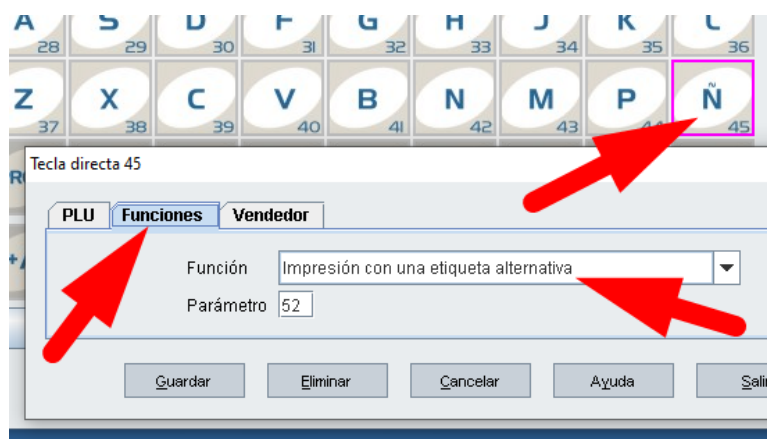 A S D F G H J K L
28 29 30 31 32 33 34 35 36
Z X C V B N M P Ñ
37 38 39 40 41 42 43 44 45
Tecla directa 45
PLU Funciones Vendedor
Función Impresión con una etiqueta alternativa
Parámetro 52
Guardar Eliminar Cancelar Ayuda